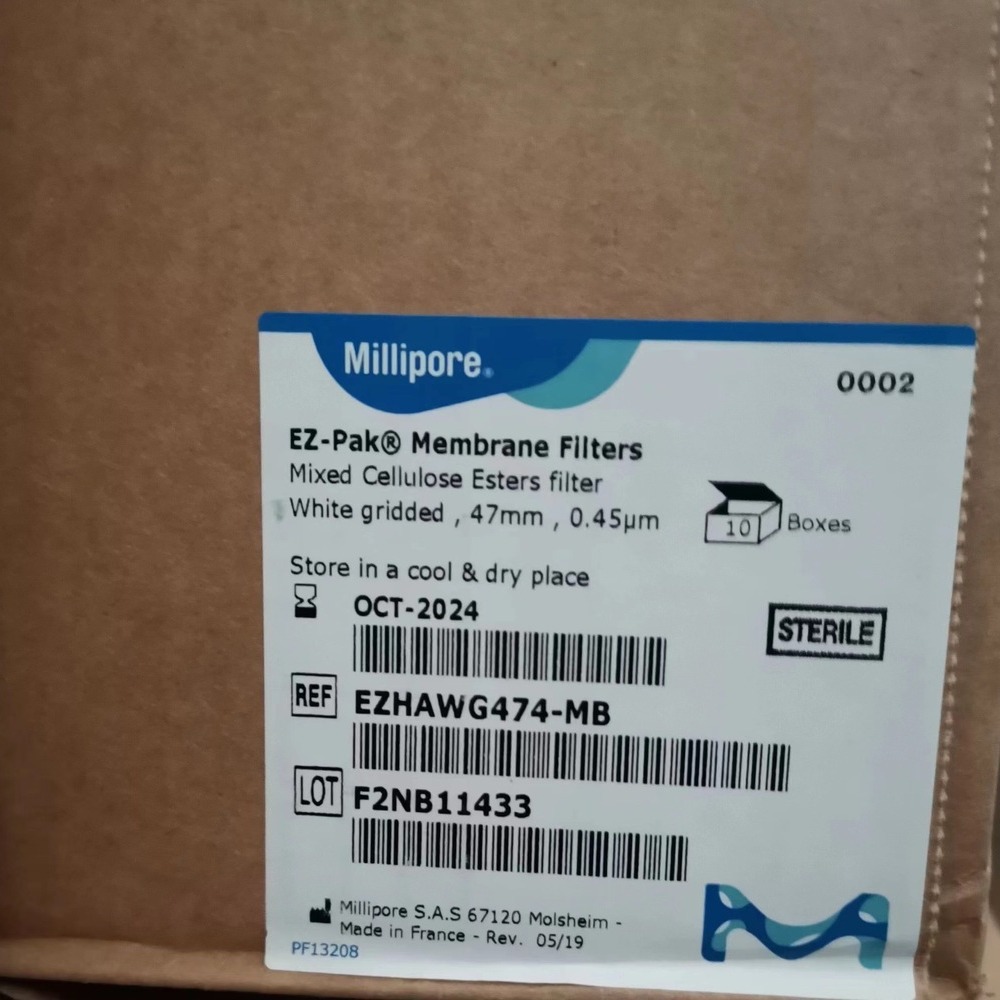 Millipore®
0002
EZ-Pak® Membrane Filters
Mixed Cellulose Esters filter
White gridded , 47mm , 0.45µm
10 Boxes
Store in a cool & dry place
OCT-2024
STERILE
REF EZHAWG474-MB
LOT F2NB11433
Millipore S.A.S 67120 Molsheim -
Made in France - Rev. 05/19
PF13208